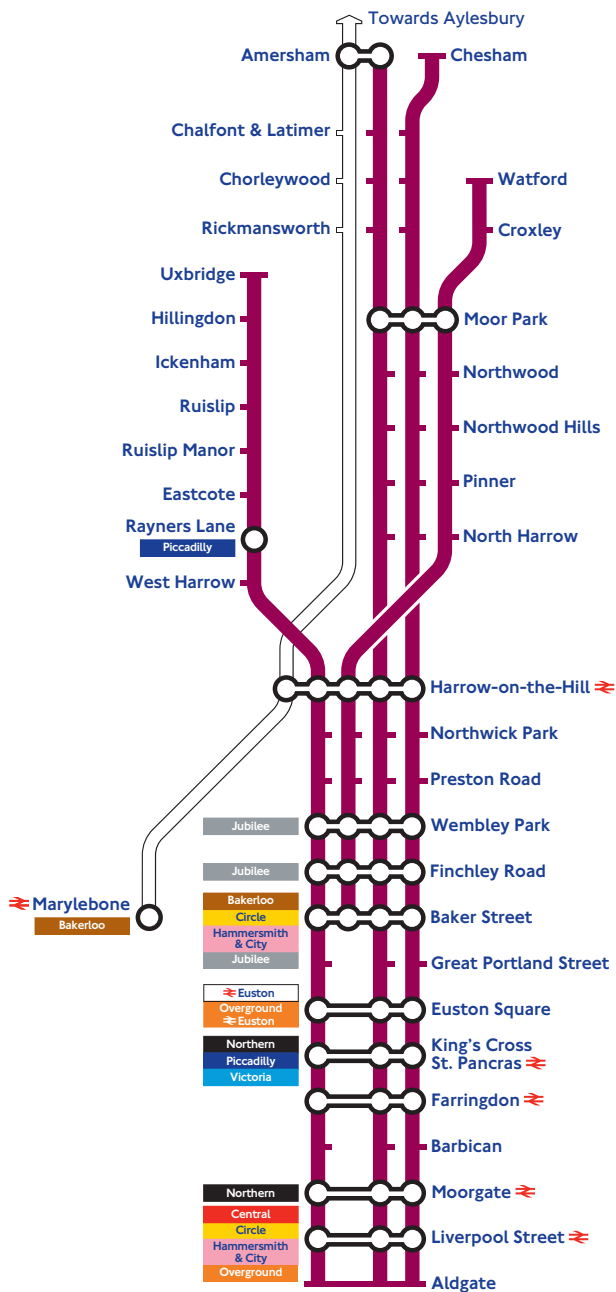 Towards Aylesbury
Amersham
Chesham
Chalfont & Latimer
Chorleywood
Watford
Rickmansworth
Croxley
Uxbridge
Hillingdon
Moor Park
Ickenham
Northwood
Ruislip
Northwood Hills
Ruislip Manor
Pinner
Eastcote
Rayners Lane
Piccadilly
North Harrow
West Harrow
Harrow-on-the-Hill
Northwick Park
Preston Road
Jubilee
Wembley Park
Jubilee
Finchley Road
Marylebone
Bakerloo
Bakerloo
Circle
Hammersmith
& City
Jubilee
Baker Street
Great Portland Street
Euston
Overground
Euston
Euston Square
Northern
Piccadilly
Victoria
King's Cross
St. Pancras
Farringdon
Barbican
Northern
Moorgate
Central
Circle
Hammersmith
& City
Overground
Liverpool Street
Aldgate